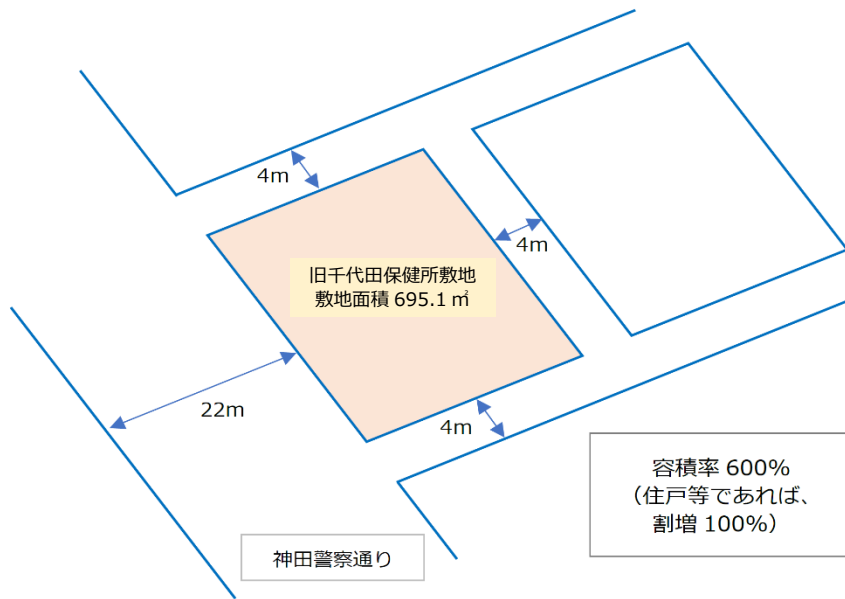 4m
4m
旧千代田保健所敷地
敷地面積 695.1 ㎡
22m
4m
容積率 600%
（住戸等であれば、
割増 100%）
神田警察通り